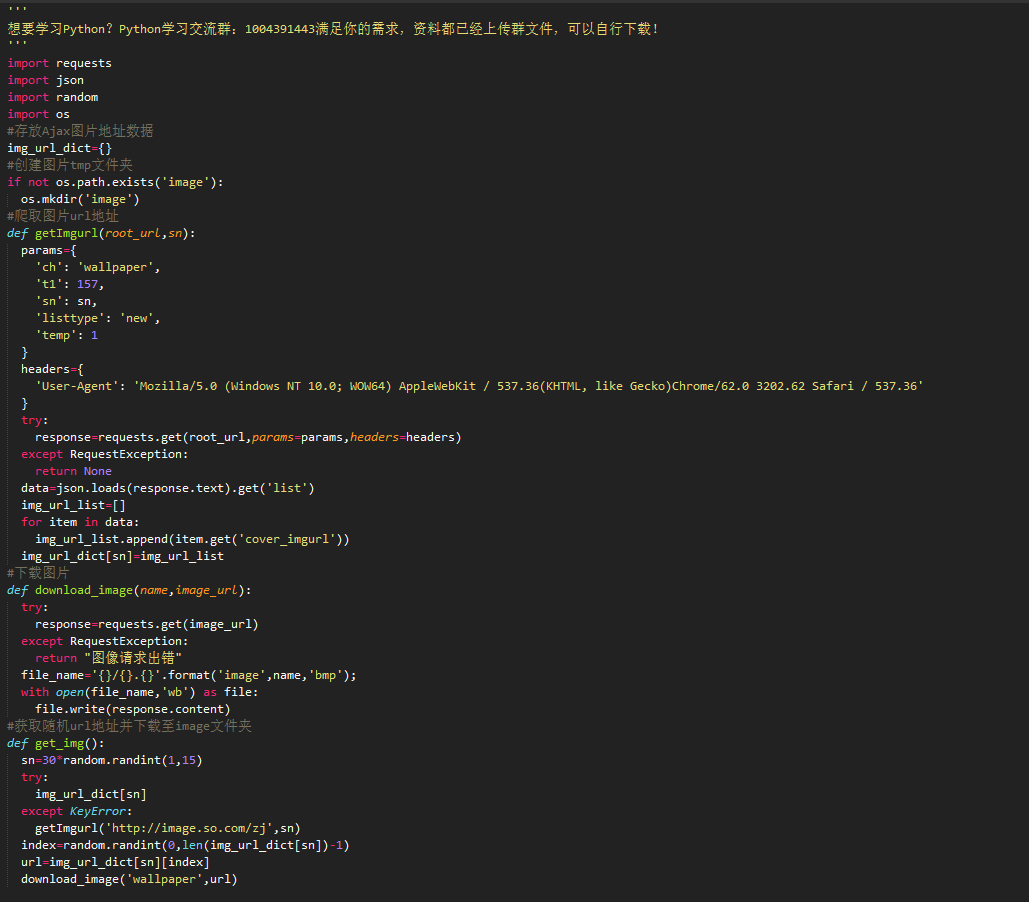 '''
想要学习Python？Python学习交流群：1004391443满足你的需求，资料都已经上传群文件，可以自行下载！
'''
import requests
import json
import random
import os
#存放Ajax图片地址数据
img_url_dict={}
#创建图片tmp文件夹
if not os.path.exists('image'):
  os.mkdir('image')
#爬取图片url地址
def getImgurl(root_url,sn):
  params={
    'ch': 'wallpaper',
    't1': 157,
    'sn': sn,
    'listtype': 'new',
    'temp': 1
  }
  headers={
    'User-Agent': 'Mozilla/5.0 (Windows NT 10.0; WOW64) AppleWebKit / 537.36(KHTML, like Gecko)Chrome/62.0 3202.62 Safari / 537.36'
  }
  try:
    response=requests.get(root_url,params=params,headers=headers)
  except RequestException:
    return None
  data=json.loads(response.text).get('list')
  img_url_list=[]
  for item in data:
    img_url_list.append(item.get('cover_imgurl'))
  img_url_dict[sn]=img_url_list
#下载图片
def download_image(name,image_url):
  try:
    response=requests.get(image_url)
  except RequestException:
    return "图像请求出错"
  file_name='{}/{}.{}'.format('image',name,'bmp');
  with open(file_name,'wb') as file:
    file.write(response.content)
#获取随机url地址并下载至image文件夹
def get_img():
  sn=30*random.randint(1,15)
  try:
    img_url_dict[sn]
  except KeyError:
    getImgurl('http://image.so.com/zj',sn)
  index=random.randint(0,len(img_url_dict[sn])-1)
  url=img_url_dict[sn][index]
  download_image('wallpaper',url)